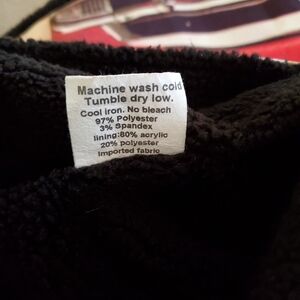 Machine wash cold
Tumble dry low.
Cool iron. No bleach
97% Polyester
3% Spandex
lining:80% acrylic
20% polyester
Imported fabric